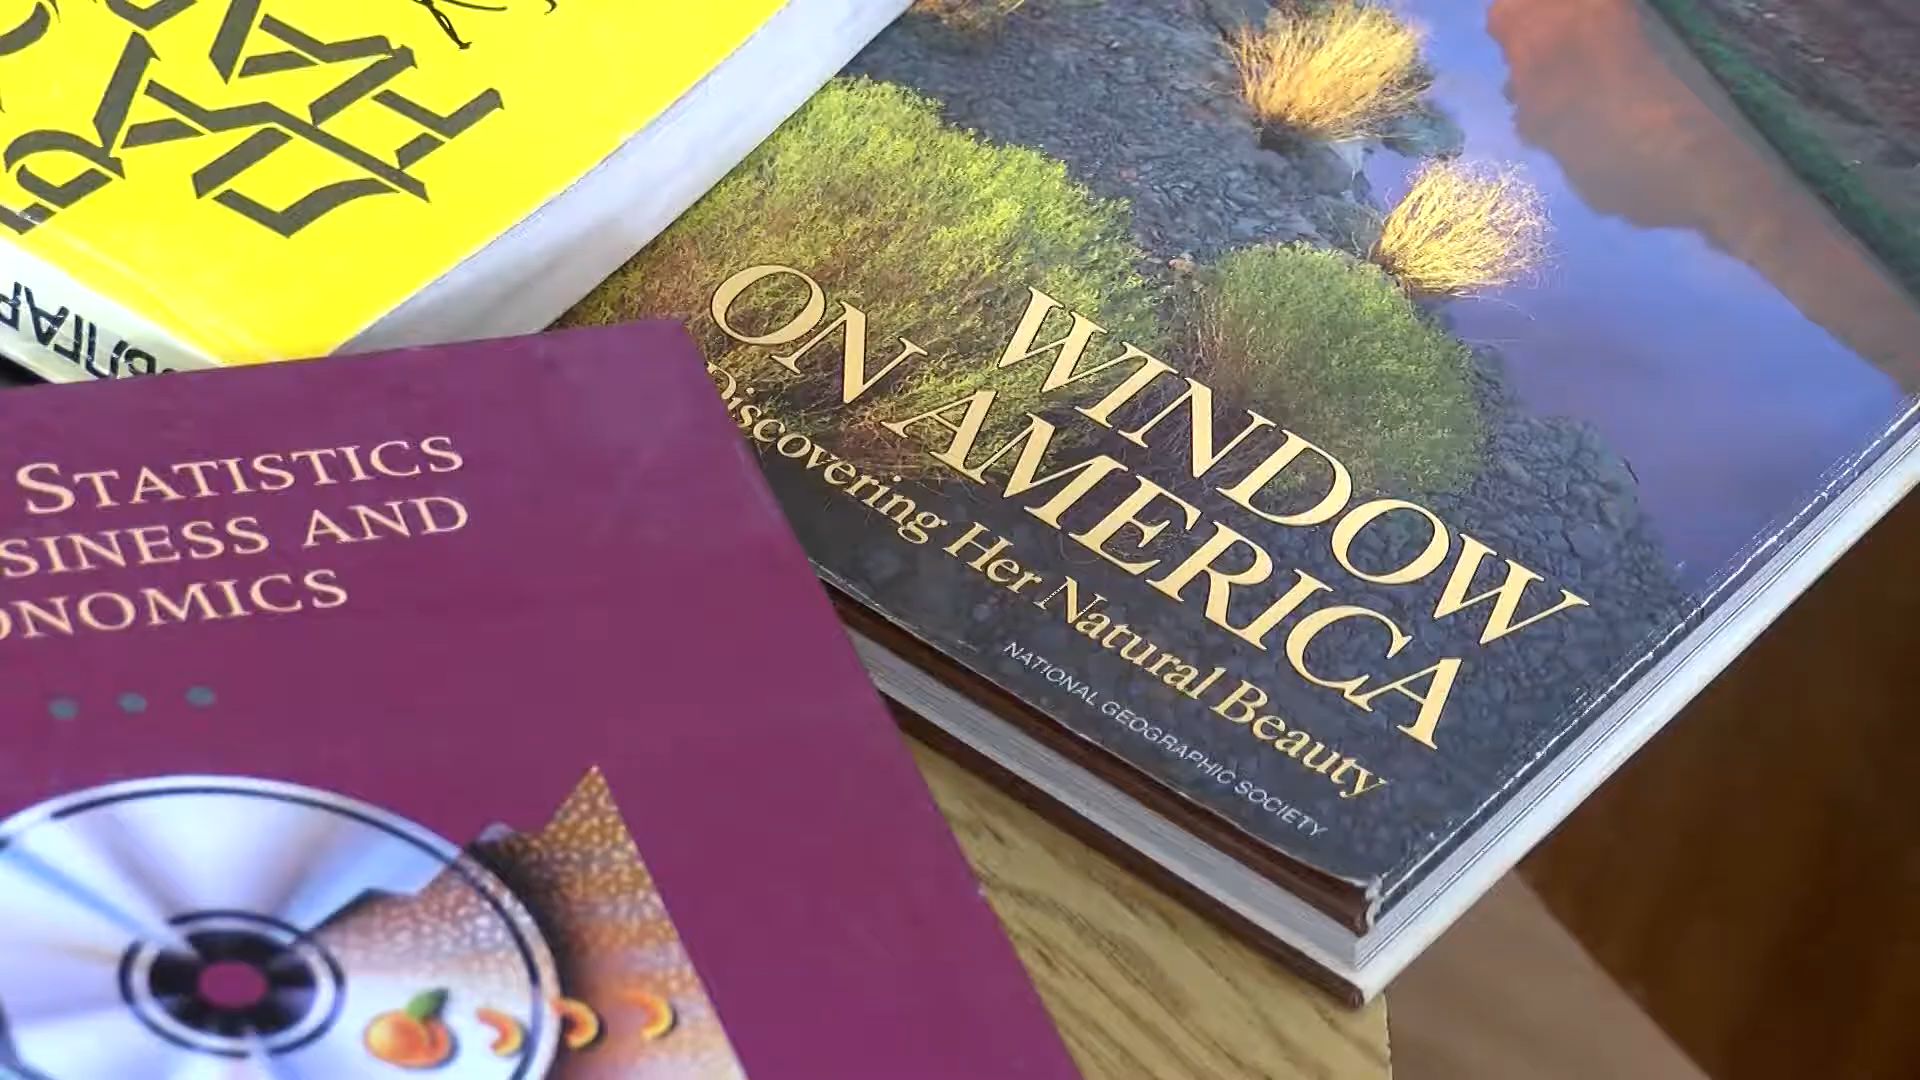 WINDOW
ON AMERICA
Discovering Her Natural Beauty
NATIONAL GEOGRAPHIC SOCIETY
STATISTICS
SINESS AND
ONOMICS